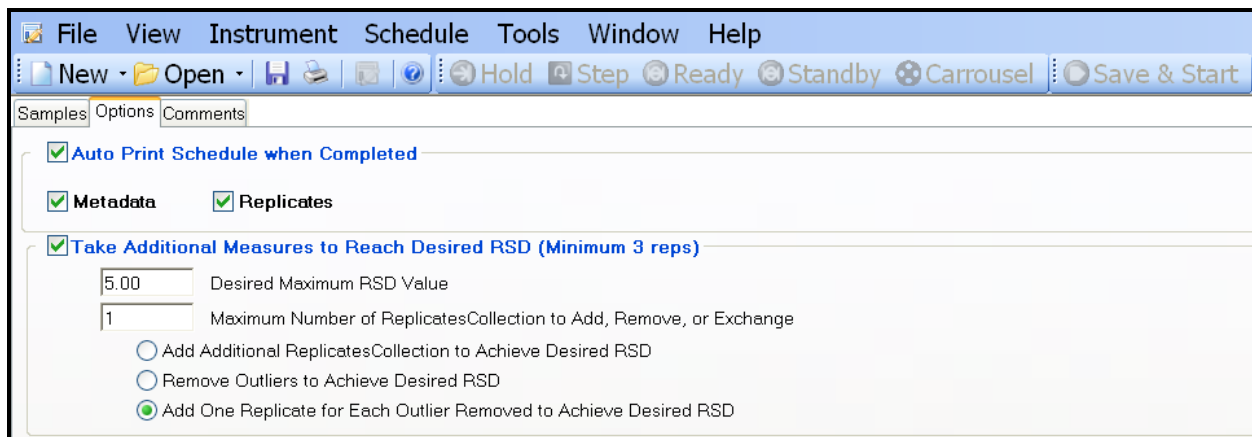 File View Instrument Schedule Tools Window Help
New Open Hold Step Ready Standby Carrousel Save & Start
Samples Options Comments
Auto Print Schedule when Completed
Metadata Replicates
Take Additional Measures to Reach Desired RSD (Minimum 3 reps)
5.00 Desired Maximum RSD Value
1 Maximum Number of ReplicatesCollection to Add, Remove, or Exchange
Add Additional ReplicatesCollection to Achieve Desired RSD
Remove Outliers to Achieve Desired RSD
Add One Replicate for Each Outlier Removed to Achieve Desired RSD